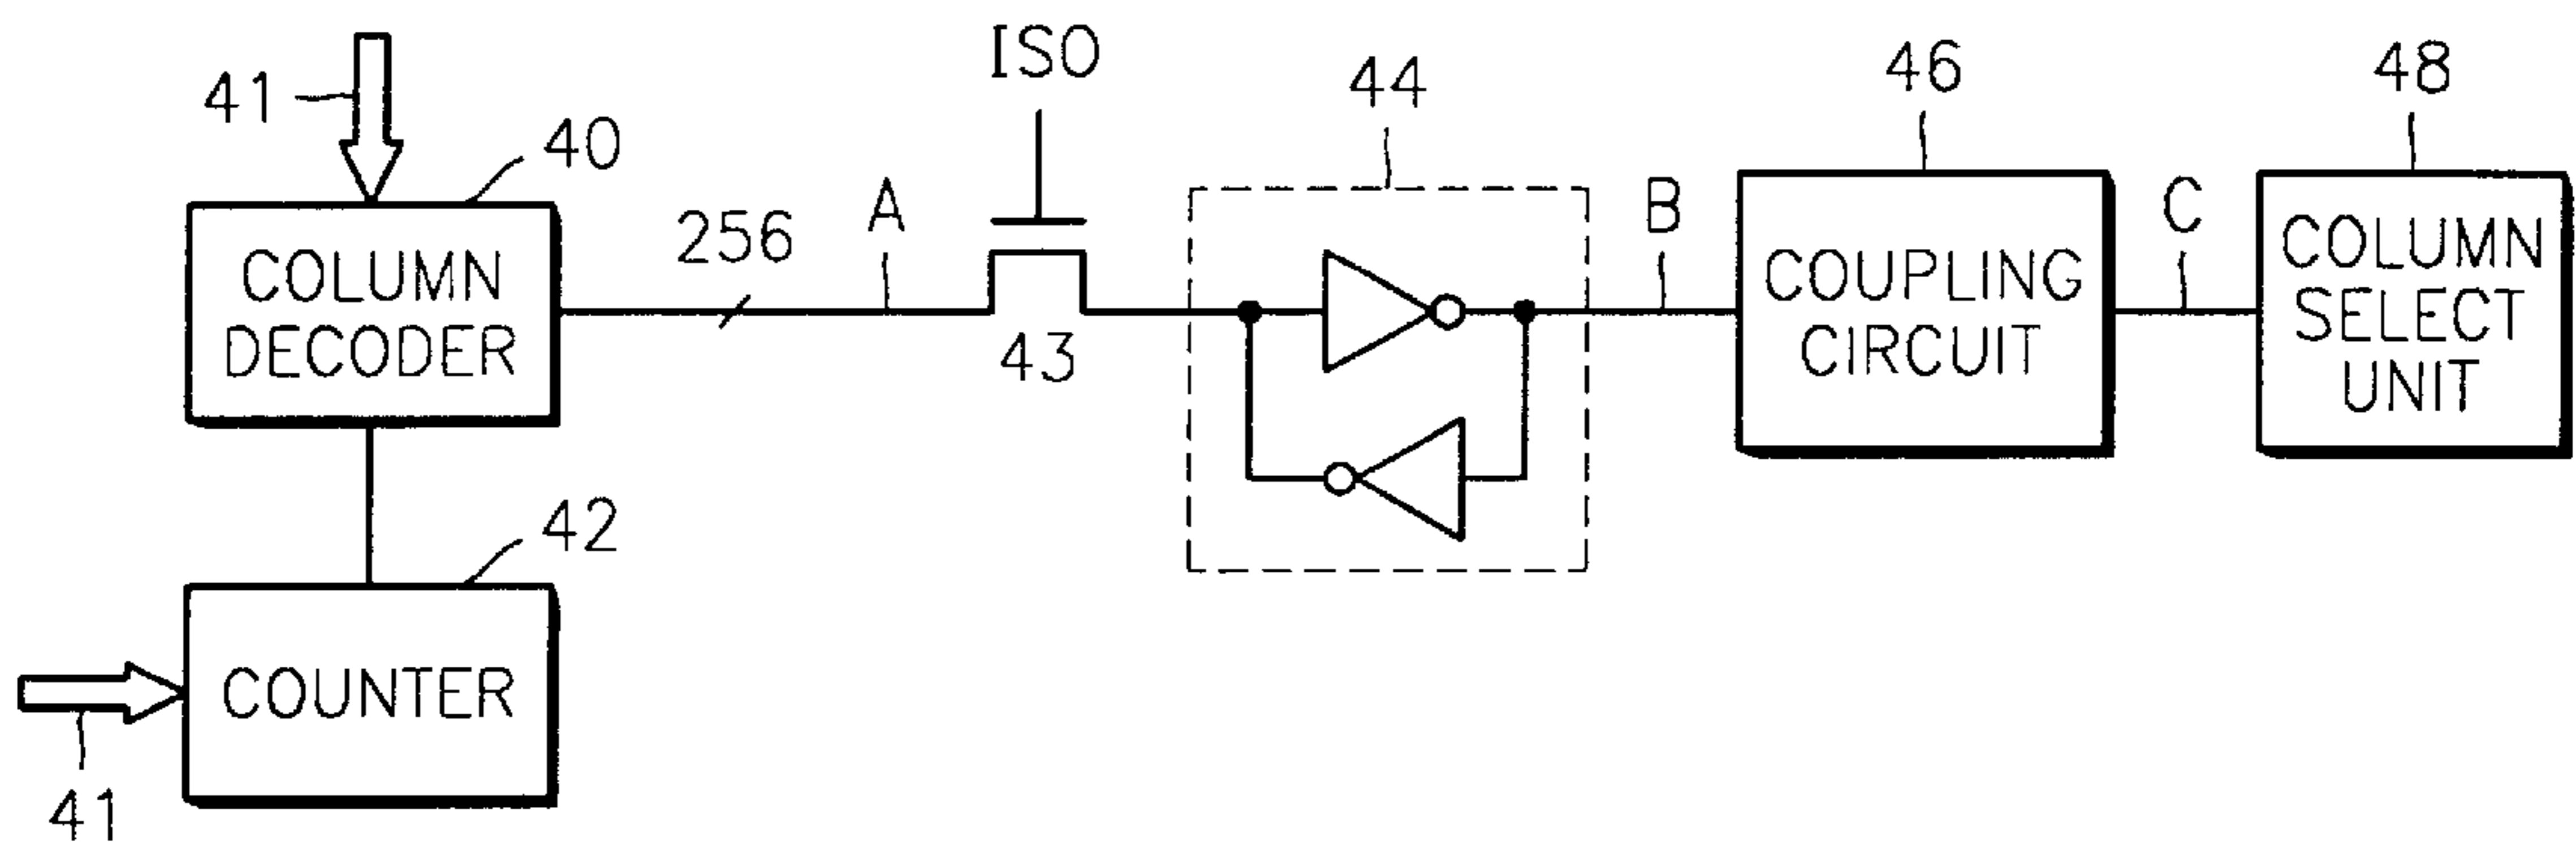 ISO
41
40
44
46
48
256
A
B
C
COLUMN
DECODER
43
COUPLING
CIRCUIT
COLUMN
SELECT
UNIT
42
COUNTER
41